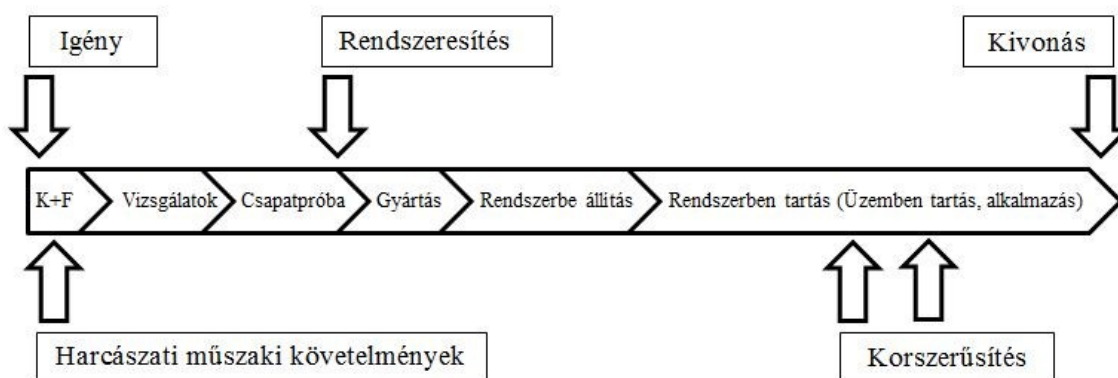 Igény
Rendszeresítés
Kivonás
K+F
Vizsgálatok
Csapatpróba
Gyártás
Rendszerbe állítás
Rendszerben tartás (Üzemben tartás, alkalmazás)
Harcászati műszaki követelmények
Korszerűsítés